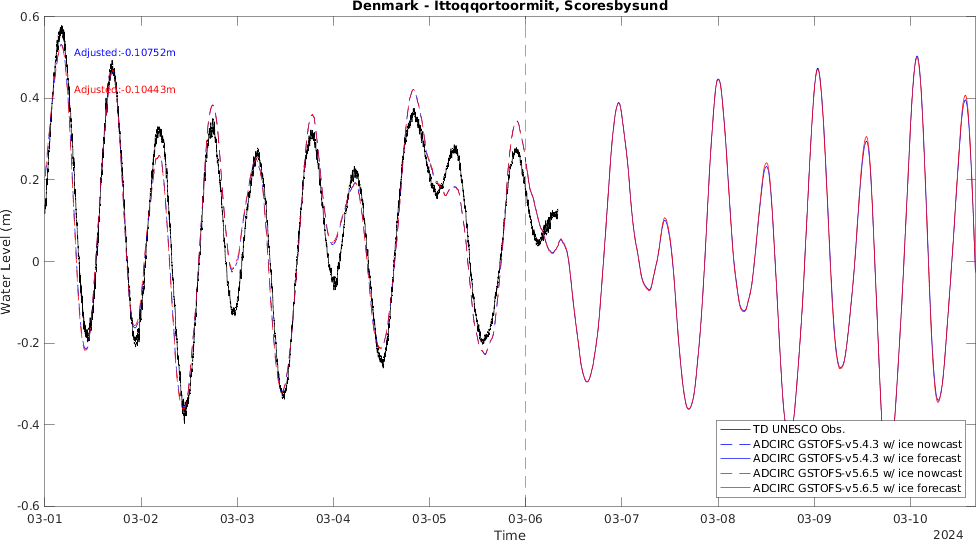 Denmark - Ittoqqortoormiit, Scoresbysund
Adjusted:-0.10752m
Adjusted:-0.10443m
Water Level (m)
0.6
0.4
0.2
0
-0.2
-0.4
-0.6
TD UNESCO Obs.
ADCIRC GSTOFS-v5.4.3 w/ ice nowcast
ADCIRC GSTOFS-v5.4.3 w/ ice forecast
ADCIRC GSTOFS-v5.6.5 w/ ice nowcast
ADCIRC GSTOFS-v5.6.5 w/ ice forecast
03-01 03-02 03-03 03-04 03-05 03-06 03-07 03-08 03-09 03-10
Time
2024